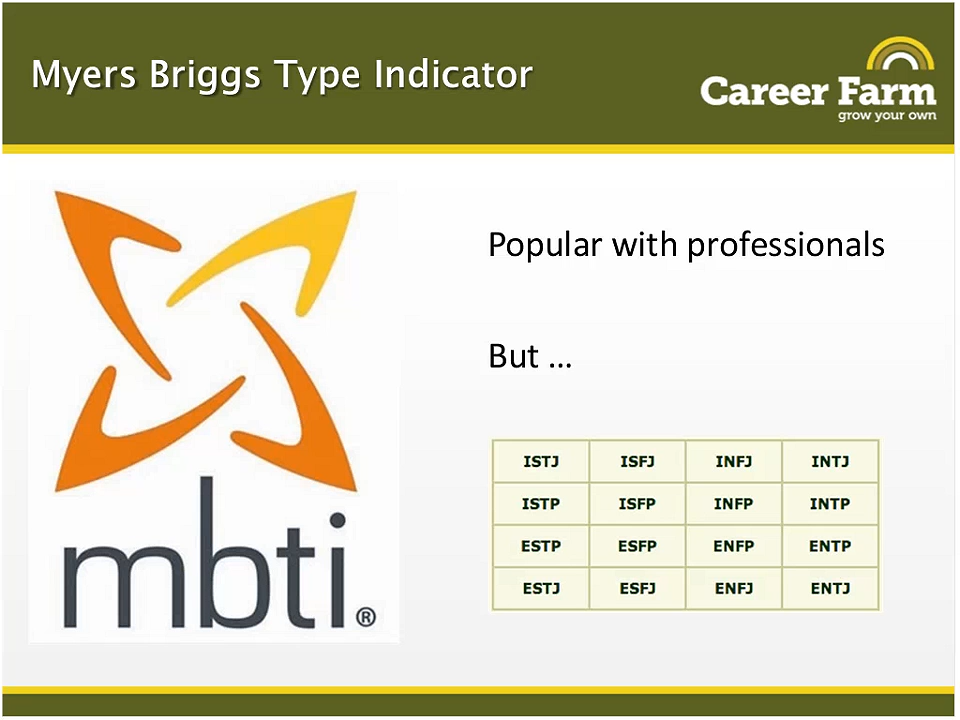 Myers Briggs Type Indicator
Career Farm
grow your own
Popular with professionals
But ...
ISTJ ISFJ INFJ INTJ
ISTP ISFP INFP INTP
ESTP ESFP ENFP ENTP
ESTJ ESFJ ENFJ ENTJ
mbti®